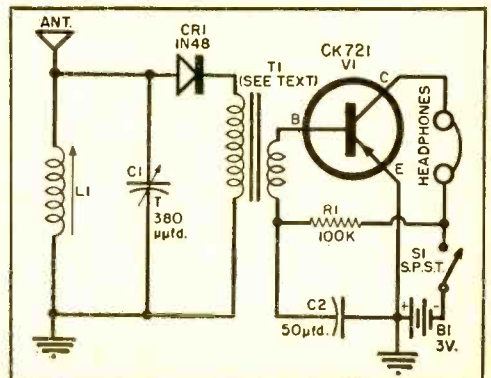 ANT.
CR1
1N48
T1
(SEE TEXT)
CK721
V1
C
B
E
HEADPHONES
L1
C1
T
380
µµfd.
R1
100K
S1
S.P.S.T.
C2
50µfd.
+
-
B1
3V.